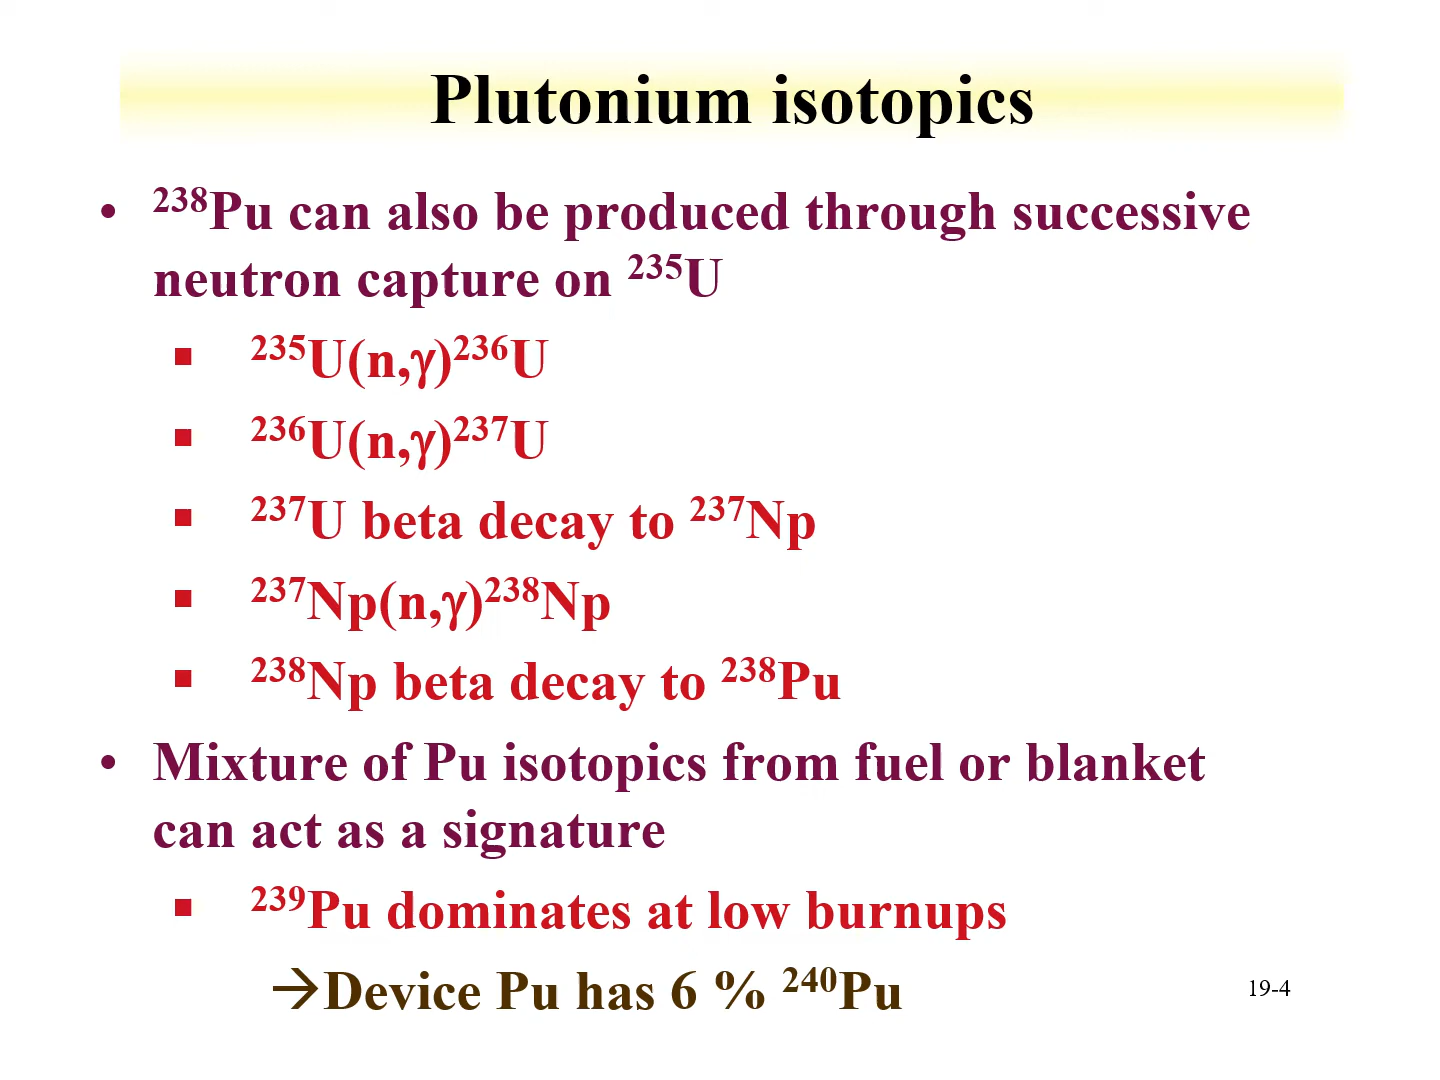 Plutonium isotopics
• ²³⁸Pu can also be produced through successive
neutron capture on ²³⁵U
▪ ²³⁵U(n,γ)²³⁶U
▪ ²³⁶U(n,γ)²³⁷U
▪ ²³⁷U beta decay to ²³⁷Np
▪ ²³⁷Np(n,γ)²³⁸Np
▪ ²³⁸Np beta decay to ²³⁸Pu
• Mixture of Pu isotopics from fuel or blanket
can act as a signature
▪ ²³⁹Pu dominates at low burnups
→Device Pu has 6 % ²⁴⁰Pu
19-4